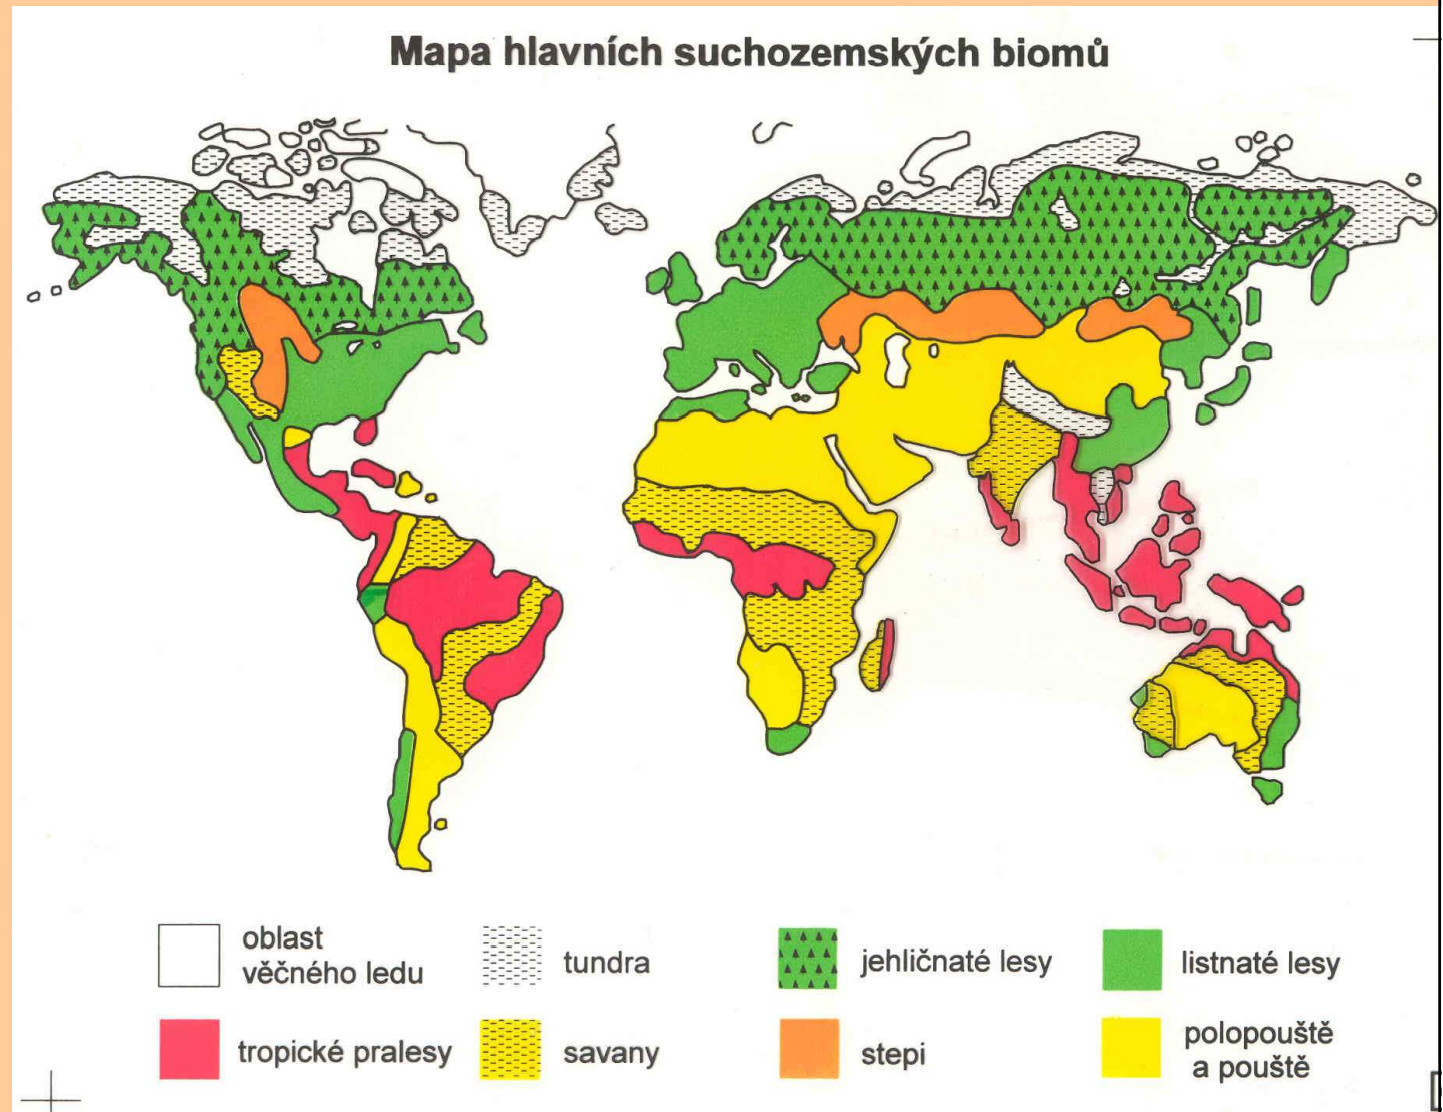 Mapa hlavních suchozemských biomů
oblast
věčného ledu
tundra
jehličnaté lesy
listnaté lesy
tropické pralesy
savany
stepi
polopouště
a pouště